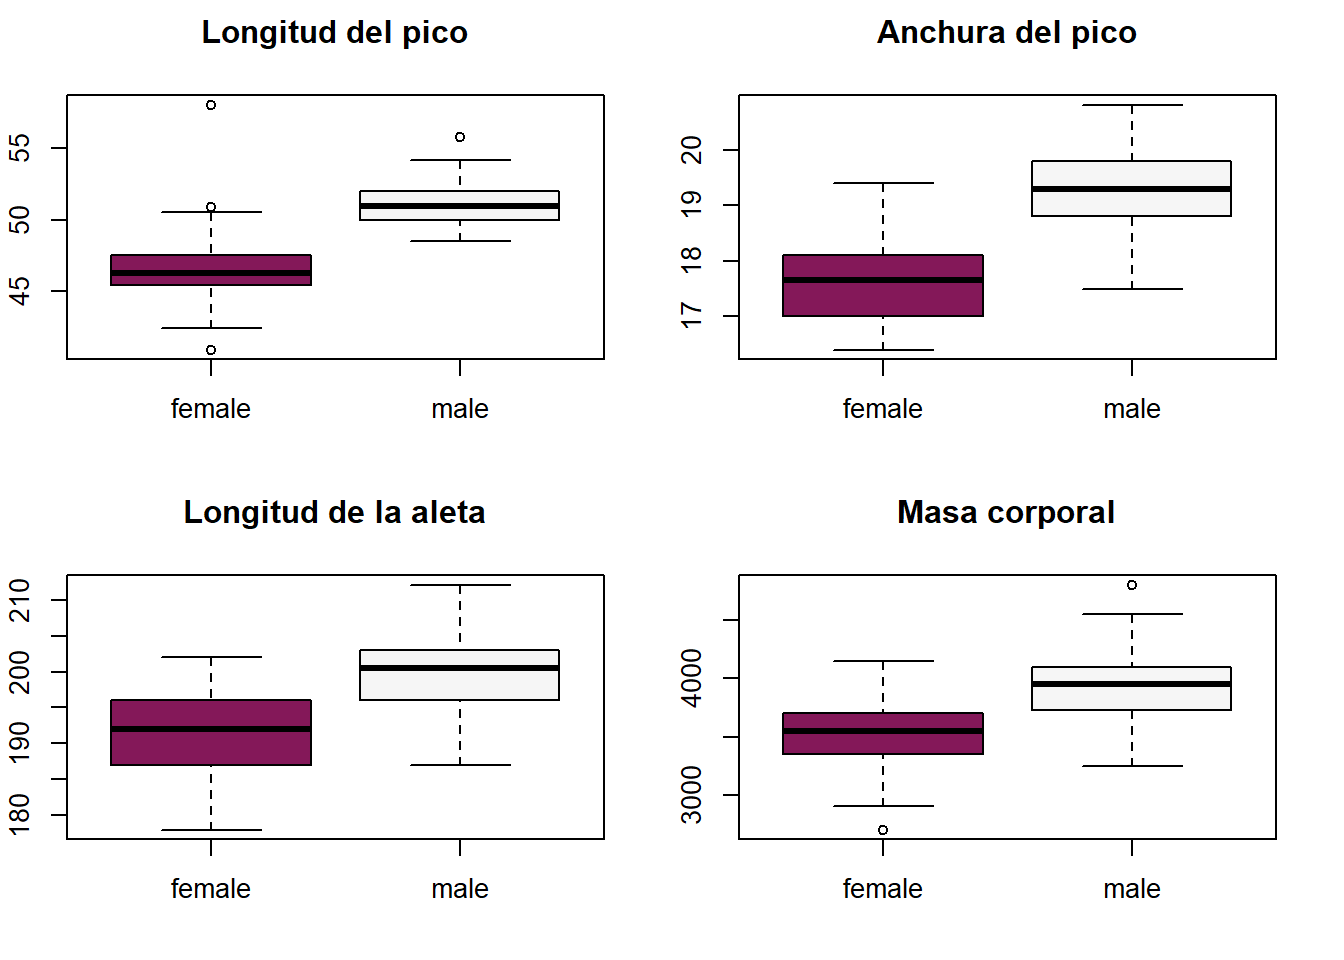 Longitud del pico
55
50
45
female male
Anchura del pico
20
19
18
17
female male
Longitud de la aleta
210
200
190
180
female male
Masa corporal
4000
3000
female male